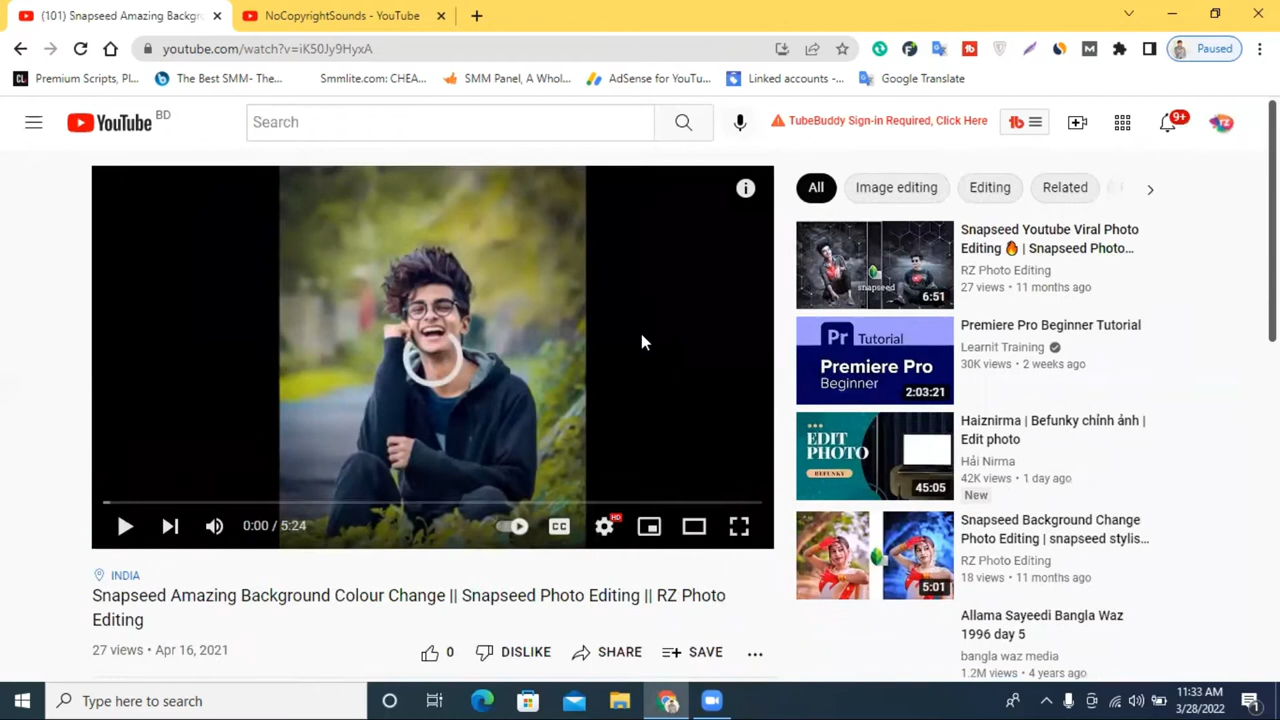 (101) Snapseed Amazing Backgro
NoCopyrightSounds - YouTube
youtube.com/watch?v=iK50Jy9HyxA
Paused
Premium Scripts, Pl...
The Best SMM- The...
Smmlite.com: CHEA...
SMM Panel, A Whol...
AdSense for YouTu...
Linked accounts -...
Google Translate
YouTube BD
Search
TubeBuddy Sign-in Required, Click Here
9+
TZ
All
Image editing
Editing
Related
Snapseed Youtube Viral Photo
Editing 🔥 | Snapseed Photo...
RZ Photo Editing
27 views • 11 months ago
snapseed
6:51
Pr Tutorial
Premiere Pro
Beginner
2:03:21
Premiere Pro Beginner Tutorial
Learnit Training
30K views • 2 weeks ago
EDIT
PHOTO
BEFUNKY
45:05
Haiznirma | Befunky chỉnh ảnh |
Edit photo
Hải Nirma
42K views • 1 day ago
New
5:01
Snapseed Background Change
Photo Editing | snapseed stylis...
RZ Photo Editing
18 views • 11 months ago
Allama Sayeedi Bangla Waz
1996 day 5
bangla waz media
1.2M views • 4 years ago
0:00 / 5:24
CC
HD
INDIA
Snapseed Amazing Background Colour Change || Snapseed Photo Editing || RZ Photo
Editing
27 views • Apr 16, 2021
0
DISLIKE
SHARE
SAVE
Type here to search
11:33 AM
3/28/2022
1